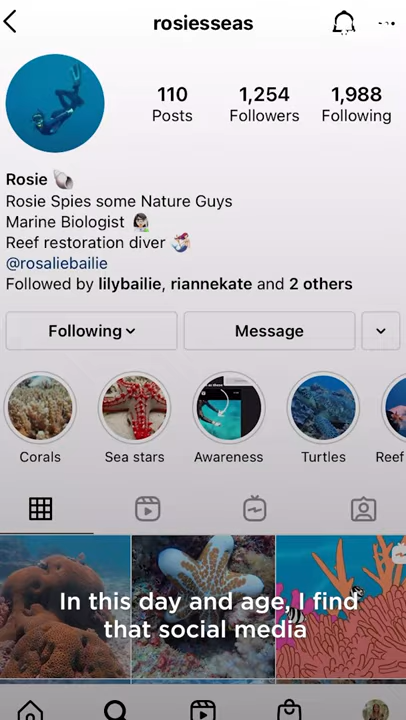 rosiesseas
110 1,254 1,988
Posts Followers Following
Rosie
Rosie Spies some Nature Guys
Marine Biologist
Reef restoration diver
@rosaliebailie
Followed by lilybailie, riannekate and 2 others
Following Message
Corals Sea stars Awareness Turtles Reef
In this day and age, I find
that social media